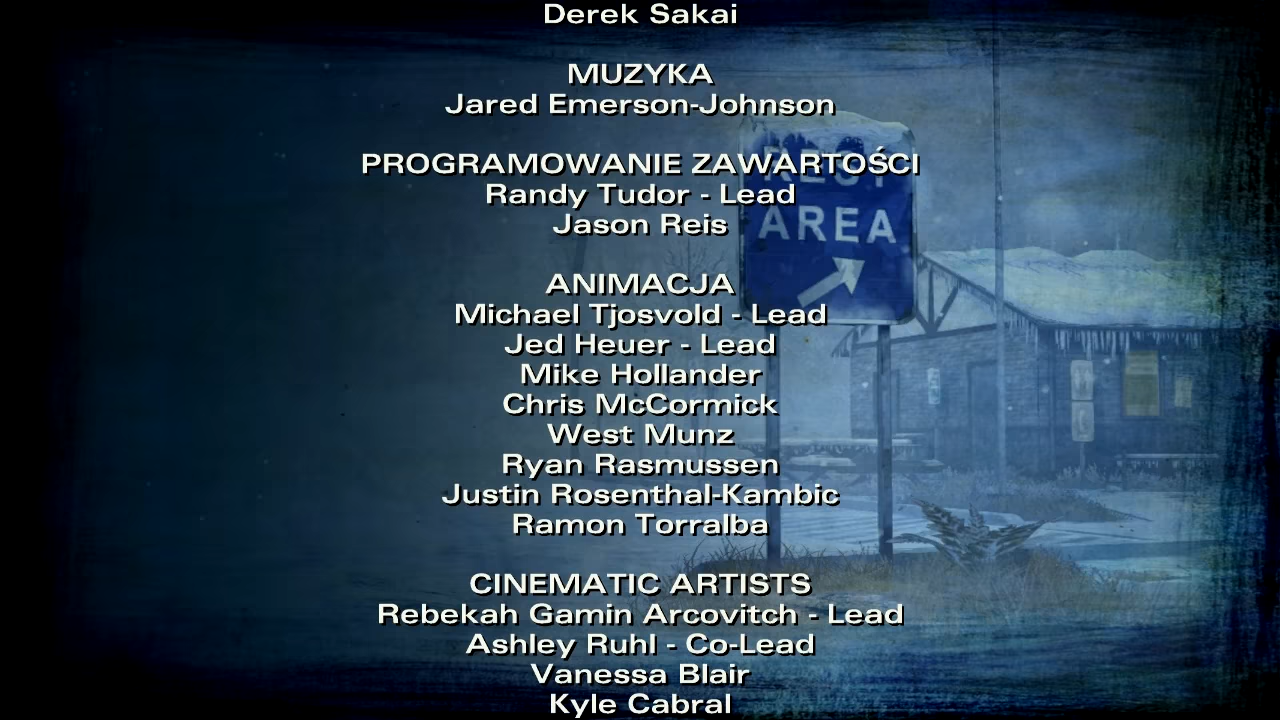 Derek Sakai
MUZYKA
Jared Emerson-Johnson
PROGRAMOWANIE ZAWARTOŚCI
Randy Tudor - Lead
Jason Reis
ANIMACJA
Michael Tjosvold - Lead
Jed Heuer - Lead
Mike Hollander
Chris McCormick
West Munz
Ryan Rasmussen
Justin Rosenthal-Kambic
Ramon Torralba
CINEMATIC ARTISTS
Rebekah Gamin Arcovitch - Lead
Ashley Ruhl - Co-Lead
Vanessa Blair
Kyle Cabral
REST
AREA